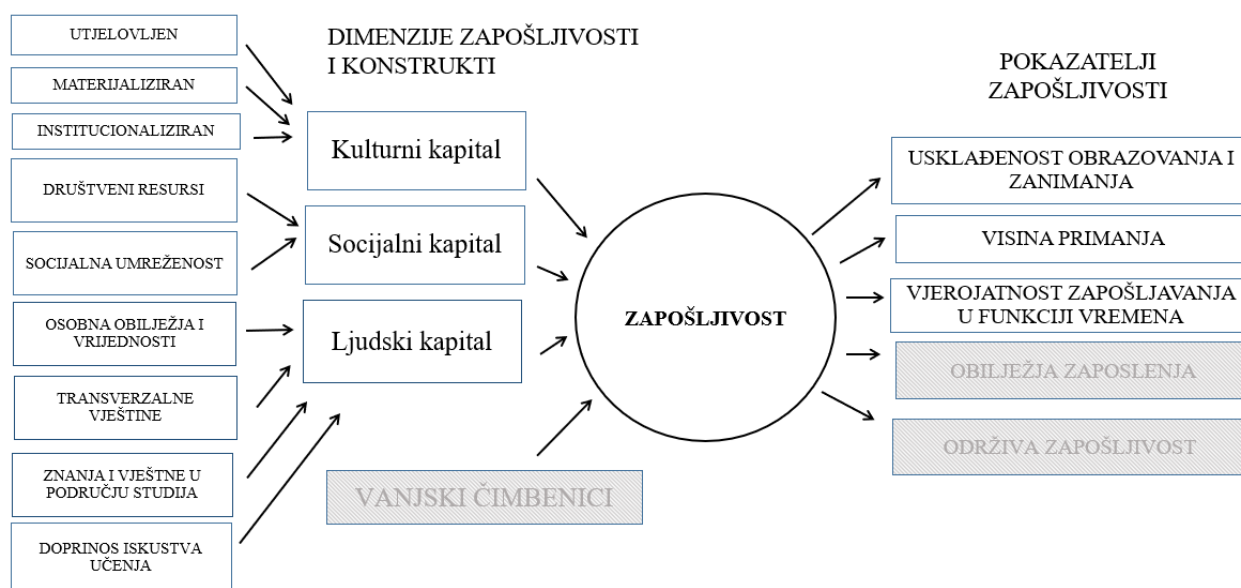 UTJELOVLJEN
MATERIJALIZIRAN
INSTITUCIONALIZIRAN
DRUŠTVENI RESURSI
SOCIJALNA UMREŽENOST
OSOBNA OBILJEŽJA I
VRIJEDNOSTI
TRANSVERZALNE
VJEŠTINE
ZNANJA I VJEŠTNE U
PODRUČJU STUDIJA
DOPRINOS ISKUSTVA
UČENJA
DIMENZIJE ZAPOŠLJIVOSTI
I KONSTRUKTI
Kulturni kapital
Socijalni kapital
Ljudski kapital
VANJSKI ČIMBENICI
ZAPOŠLJIVOST
POKAZATELJI
ZAPOŠLJIVOSTI
USKLAĐENOST OBRAZOVANJA I
ZANIMANJA
VISINA PRIMANJA
VJEROJATNOST ZAPOŠLJAVANJA
U FUNKCIJI VREMENA
OBILJEŽJA ZAPOSLENJA
ODRŽIVA ZAPOŠLJIVOST